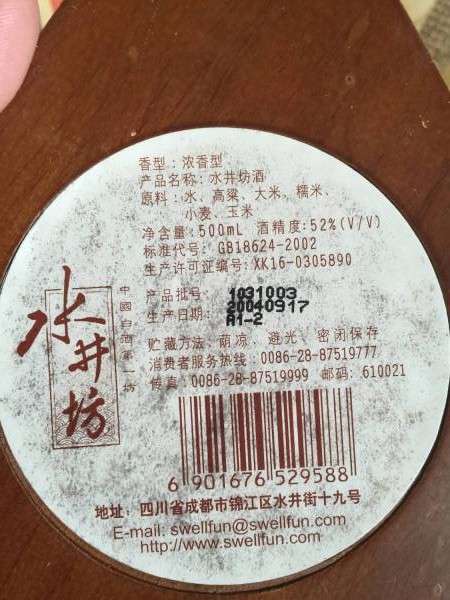 香型：浓香型
产品名称：水井坊酒
原料：水、高粱、大米、糯米、
小麦、玉米
净含量：500mL 酒精度：52%(V/V)
标准代号：GB18624-2002
生产许可证编号：XK16-0305890
产品批号：1031003
生产日期：20040917
A1-2
贮藏方法：荫凉、避光、密闭保存
消费者服务热线：0086-28-87519777
传真：0086-28-87519999 邮码：610021
水井坊
中國白酒第一坊
6 901676 529588
地址：四川省成都市锦江区水井街十九号
E-mail: swellfun@swellfun.com
http://www.swellfun.com